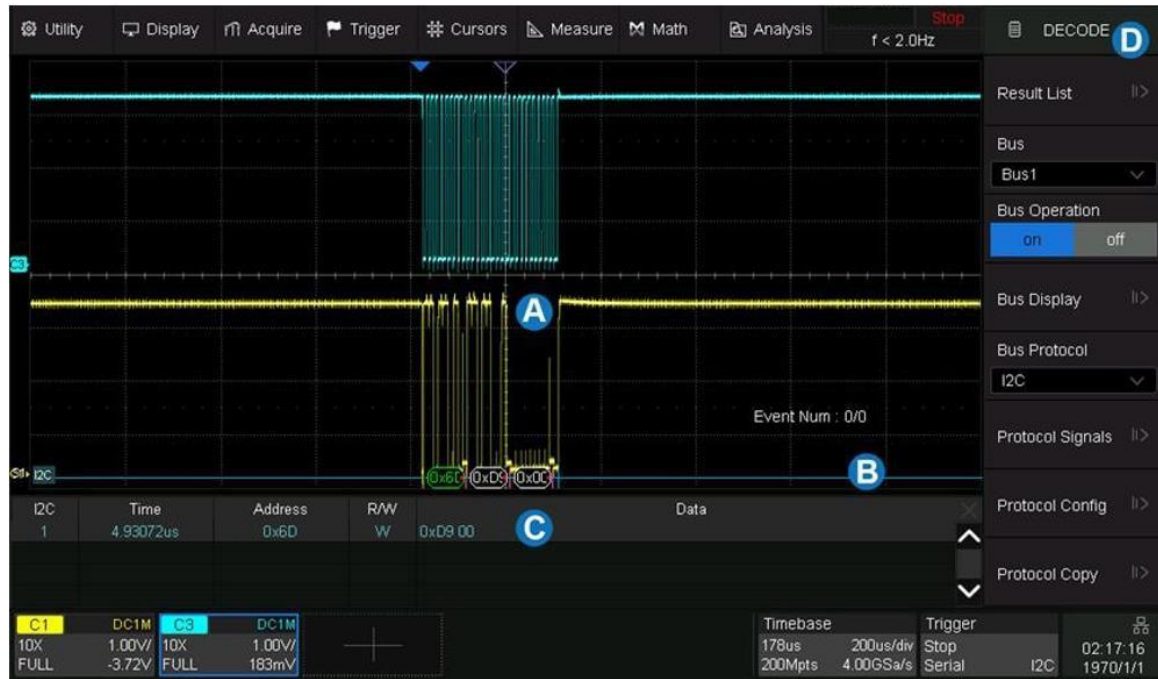 Utility Display Acquire Trigger Cursors Measure Math Analysis
Stop
f < 2.0Hz
DECODE
D
Result List
Bus
Bus1
Bus Operation
on off
Bus Display
Bus Protocol
I2C
Protocol Signals
Protocol Config
Protocol Copy
C3
A
Event Num : 0/0
B
S1 I2C
0x6D 0xD9 0x00
I2C Time Address R/W Data
1 4.93072us 0x6D W 0xD9 00
C
C1 DC1M
10X 1.00V/
FULL -3.72V
C3 DC1M
10X 1.00V/
FULL 183mV
Timebase
178us 200us/div
200Mpts 4.00GSa/s
Trigger
Stop
Serial I2C
02:17:16
1970/1/1